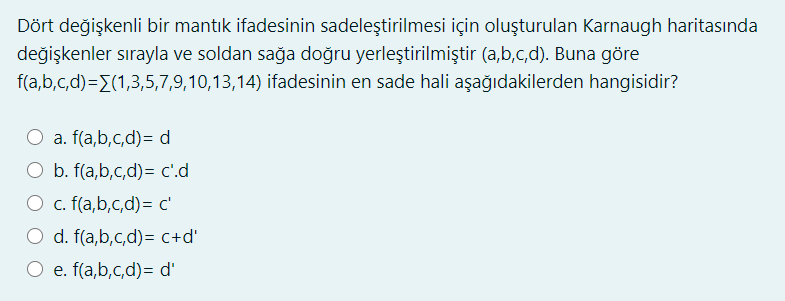 Dört değişkenli bir mantık ifadesinin sadeleştirilmesi için oluşturulan Karnaugh haritasında
değişkenler sırayla ve soldan sağa doğru yerleştirilmiştir (a,b,c,d). Buna göre
f(a,b,c,d)=∑(1,3,5,7,9,10,13,14) ifadesinin en sade hali aşağıdakilerden hangisidir?
a. f(a,b,c,d)= d
b. f(a,b,c,d)= c'.d
c. f(a,b,c,d)= c'
d. f(a,b,c,d)= c+d'
e. f(a,b,c,d)= d'